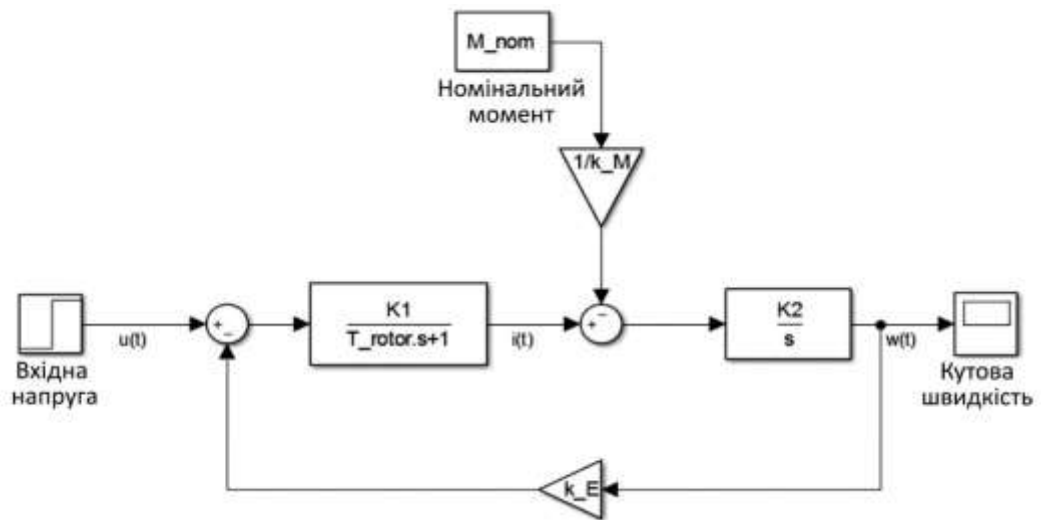 M_nom
Номінальний
момент
1/k_M
+
–
K1
T_rotor.s+1
+
–
K2
s
u(t)
i(t)
w(t)
Вхідна
напруга
Кутова
швидкість
k_E